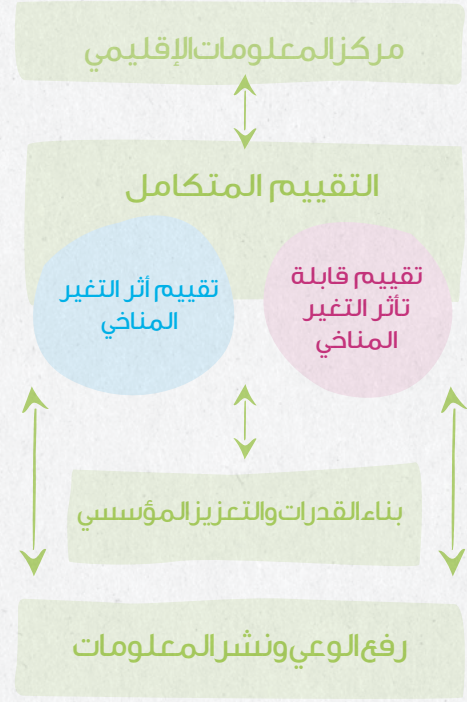 مركز المعلومات الإقليمي
التقييم المتكامل
تقييم قابلة
تأثر التغير
المناخي
تقييم أثر التغير
المناخي
بناء القدرات والتعزيز المؤسسي
رفع الوعي ونشر المعلومات